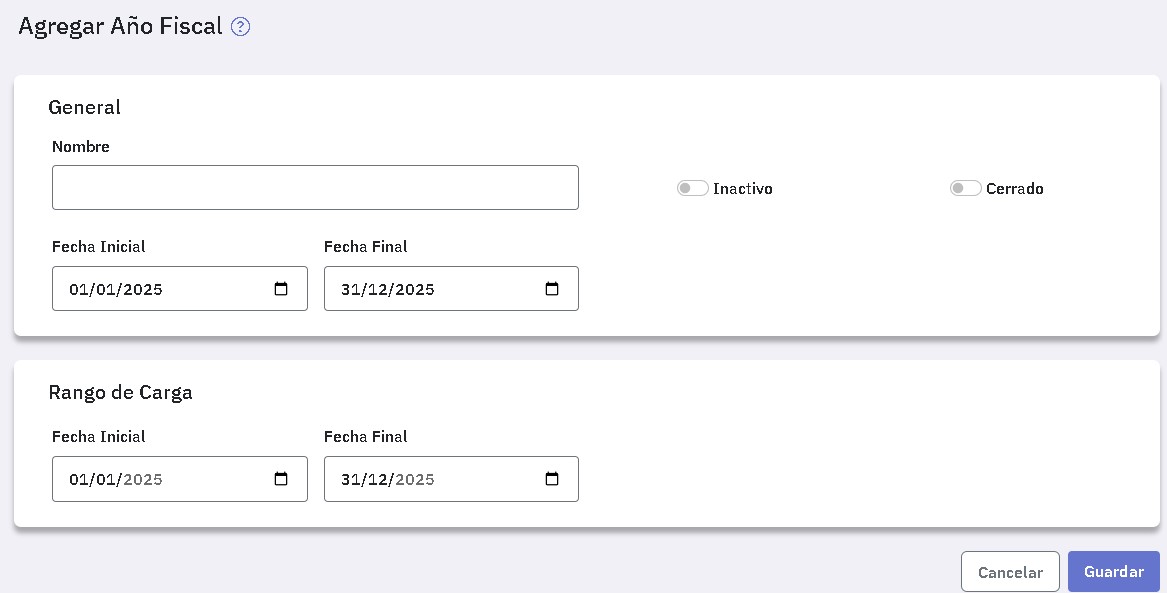 Agregar Año Fiscal ?
General
Nombre
Inactivo Cerrado
Fecha Inicial Fecha Final
01/01/2025 31/12/2025
Rango de Carga
Fecha Inicial Fecha Final
01/01/2025 31/12/2025
Cancelar Guardar